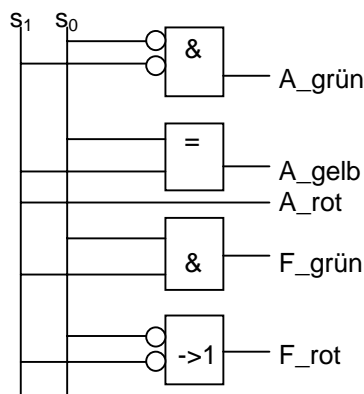 s₁ s₀
&
A_grün
=
A_gelb
A_rot
&
F_grün
->1
F_rot